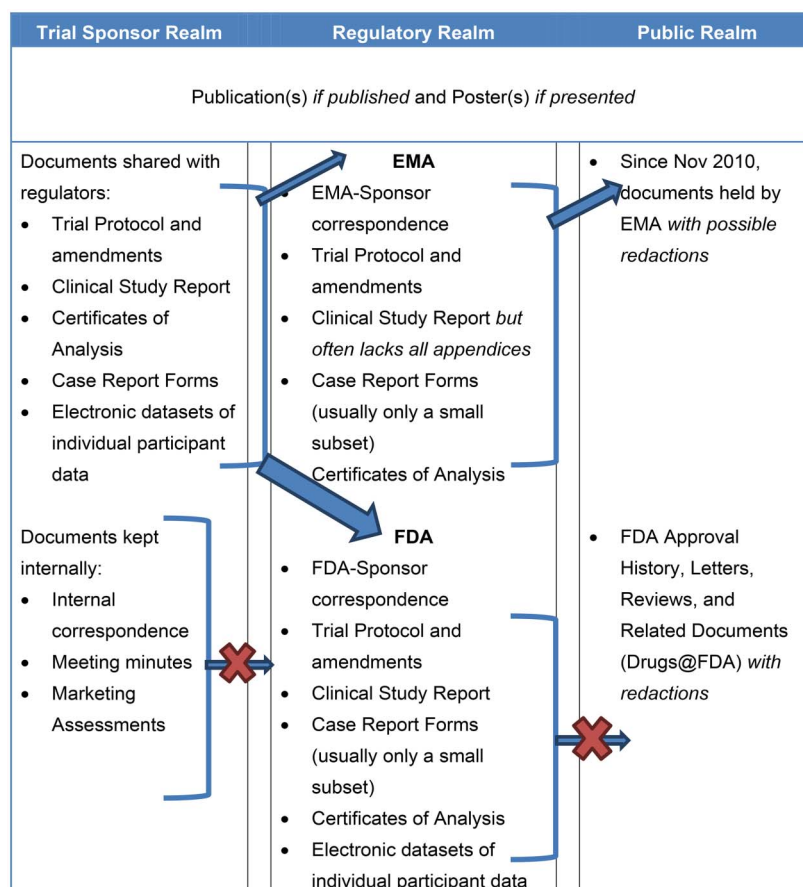 Trial Sponsor Realm
Regulatory Realm
Public Realm
Publication(s) if published and Poster(s) if presented
Documents shared with
regulators:
• Trial Protocol and
amendments
• Clinical Study Report
• Certificates of
Analysis
• Case Report Forms
• Electronic datasets of
individual participant
data
Documents kept
internally:
• Internal
correspondence
• Meeting minutes
• Marketing
Assessments
EMA
• EMA-Sponsor
correspondence
• Trial Protocol and
amendments
• Clinical Study Report but
often lacks all appendices
• Case Report Forms
(usually only a small
subset)
Certificates of Analysis
FDA
• FDA-Sponsor
correspondence
• Trial Protocol and
amendments
• Clinical Study Report
• Case Report Forms
(usually only a small
subset)
• Certificates of Analysis
• Electronic datasets of
individual participant data
• Since Nov 2010,
documents held by
EMA with possible
redactions
• FDA Approval
History, Letters,
Reviews, and
Related Documents
(Drugs@FDA) with
redactions